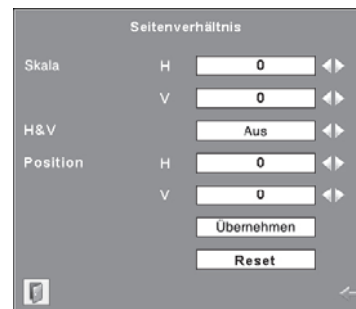 Seitenverhältnis
Skala H 0
V 0
H&V Aus
Position H 0
V 0
Übernehmen
Reset